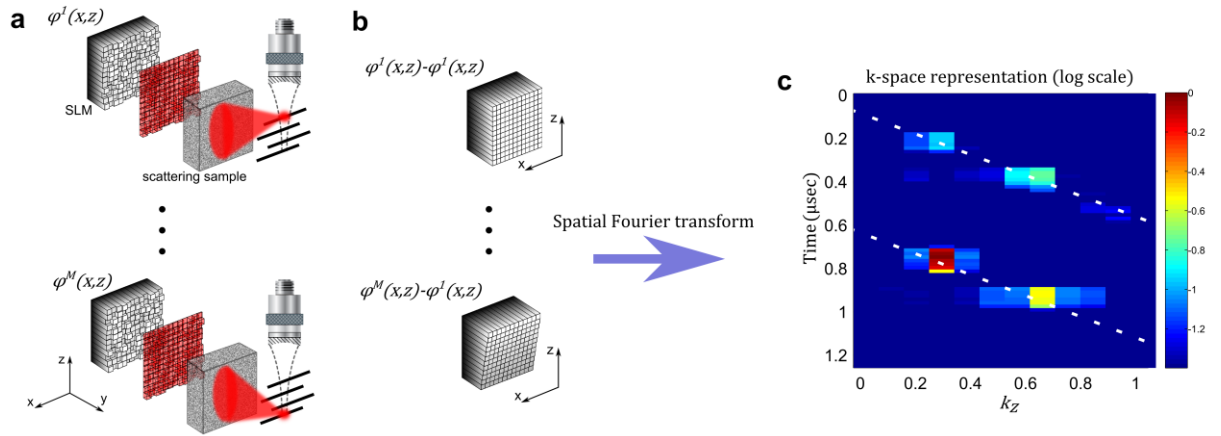 a
φ¹(x,z)
SLM
scattering sample
φᴹ(x,z)
z
x
y
b
φ¹(x,z)-φ¹(x,z)
z
x
Spatial Fourier transform
φᴹ(x,z)-φ¹(x,z)
z
x
c
k-space representation (log scale)
Time (μsec)
0
0.2
0.4
0.6
0.8
1
1.2
0 0.2 0.4 0.6 0.8 1
k_z
0
-0.2
-0.4
-0.6
-0.8
-1
-1.2